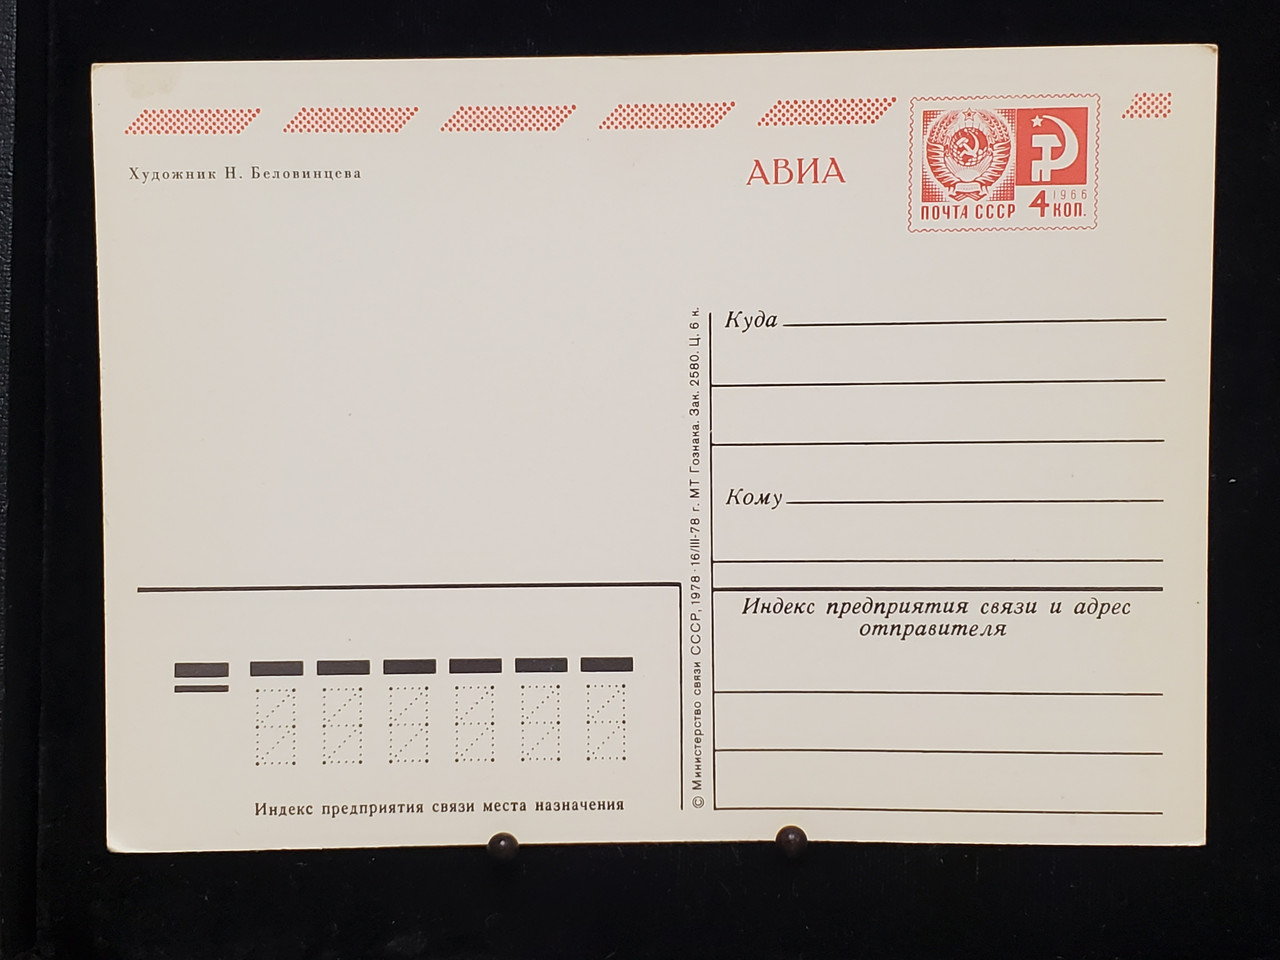 Художник Н. Беловинцева
АВИА
ПОЧТА СССР
1966
4 КОП.
Куда
Кому
Индекс предприятия связи и адрес
отправителя
© Министерство связи СССР, 1978 · 16/III-78 г. МТ Гознака. Зак. 2580. Ц. 6 к.
Индекс предприятия связи места назначения